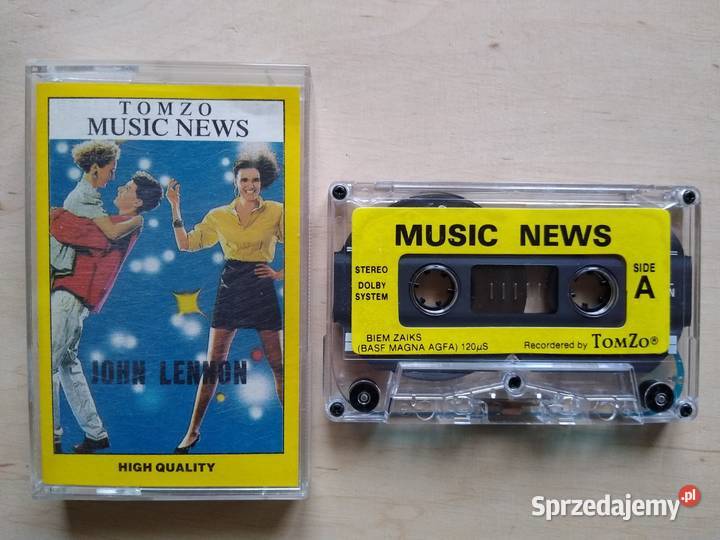 TOMZO
MUSIC NEWS
JOHN LENNON
HIGH QUALITY
MUSIC NEWS
STEREO
DOLBY
SYSTEM
SIDE
A
BIEM ZAIKS
(BASF MAGNA AGFA) 120µS
Recordered by TOMZO®
Sprzedajemy.pl